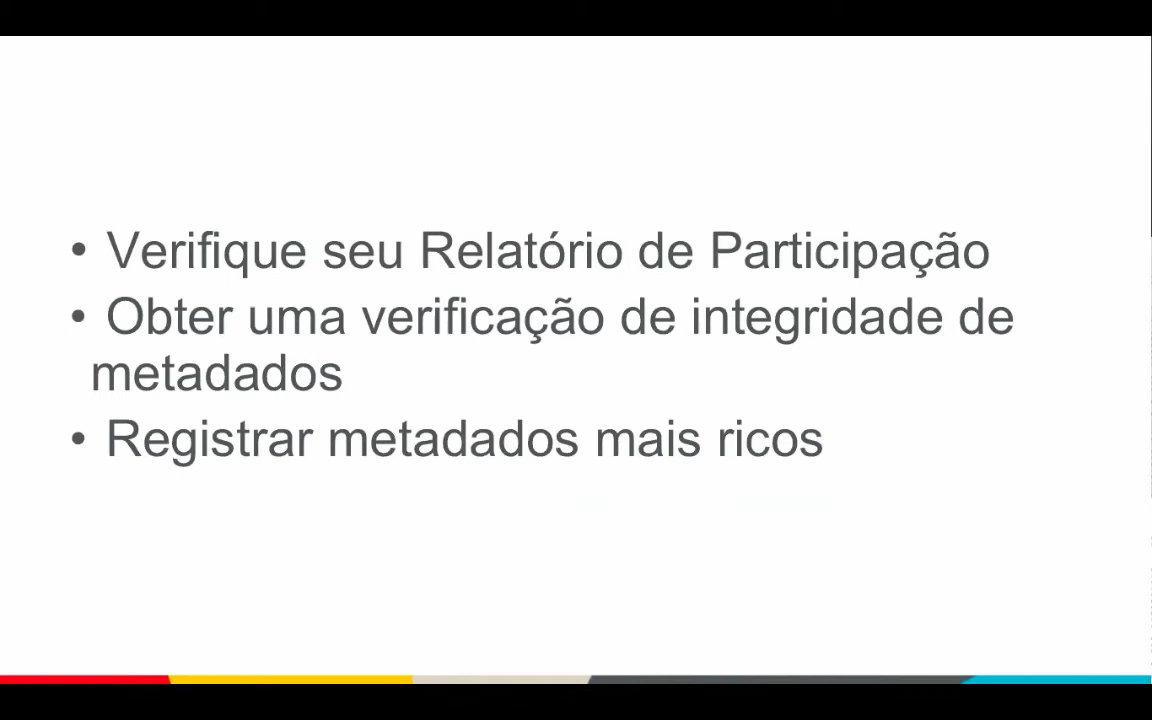 • Verifique seu Relatório de Participação
• Obter uma verificação de integridade de
metadados
• Registrar metadados mais ricos